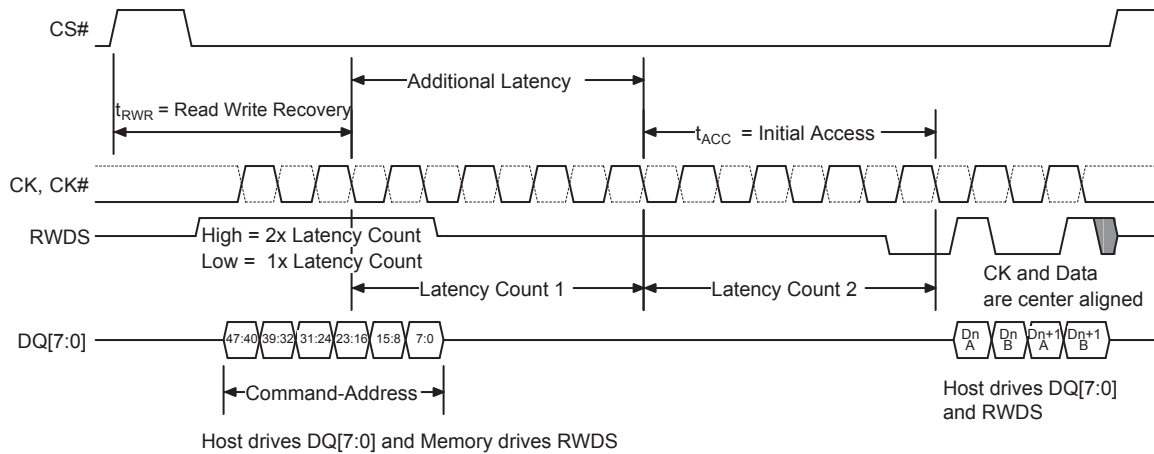 CS#
Additional Latency
tRWR = Read Write Recovery
tACC = Initial Access
CK, CK#
RWDS
High = 2x Latency Count
Low = 1x Latency Count
CK and Data
are center aligned
Latency Count 1
Latency Count 2
DQ[7:0]
47:40 39:32 31:24 23:16 15:8 7:0
Dn A
Dn B
Dn+1 A
Dn+1 B
Command-Address
Host drives DQ[7:0]
and RWDS
Host drives DQ[7:0] and Memory drives RWDS